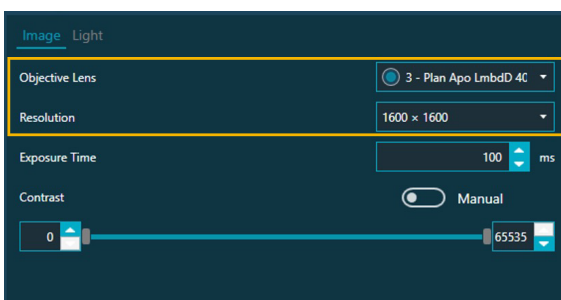 Image Light
Objective Lens 3 - Plan Apo LmbdD 40
Resolution 1600 × 1600
Exposure Time 100 ms
Contrast Manual
0 65535